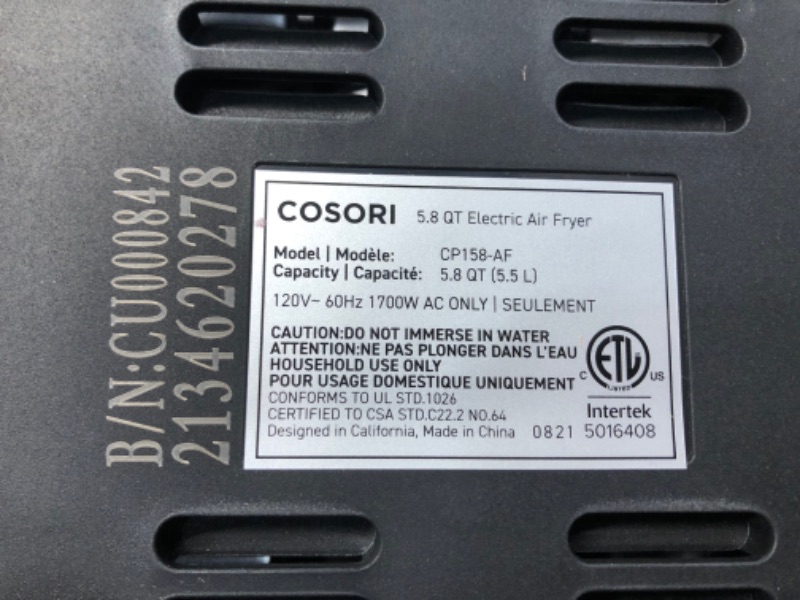 B/N:CU000842
2134620278
COSORI 5.8 QT Electric Air Fryer
Model | Modèle: CP158-AF
Capacity | Capacité: 5.8 QT (5.5 L)
120V~ 60Hz 1700W AC ONLY | SEULEMENT
CAUTION:DO NOT IMMERSE IN WATER
ATTENTION:NE PAS PLONGER DANS L'EAU
HOUSEHOLD USE ONLY
POUR USAGE DOMESTIQUE UNIQUEMENT
CONFORMS TO UL STD.1026
CERTIFIED TO CSA STD.C22.2 NO.64
Designed in California, Made in China 0821
C ETL US
LISTED
Intertek
5016408